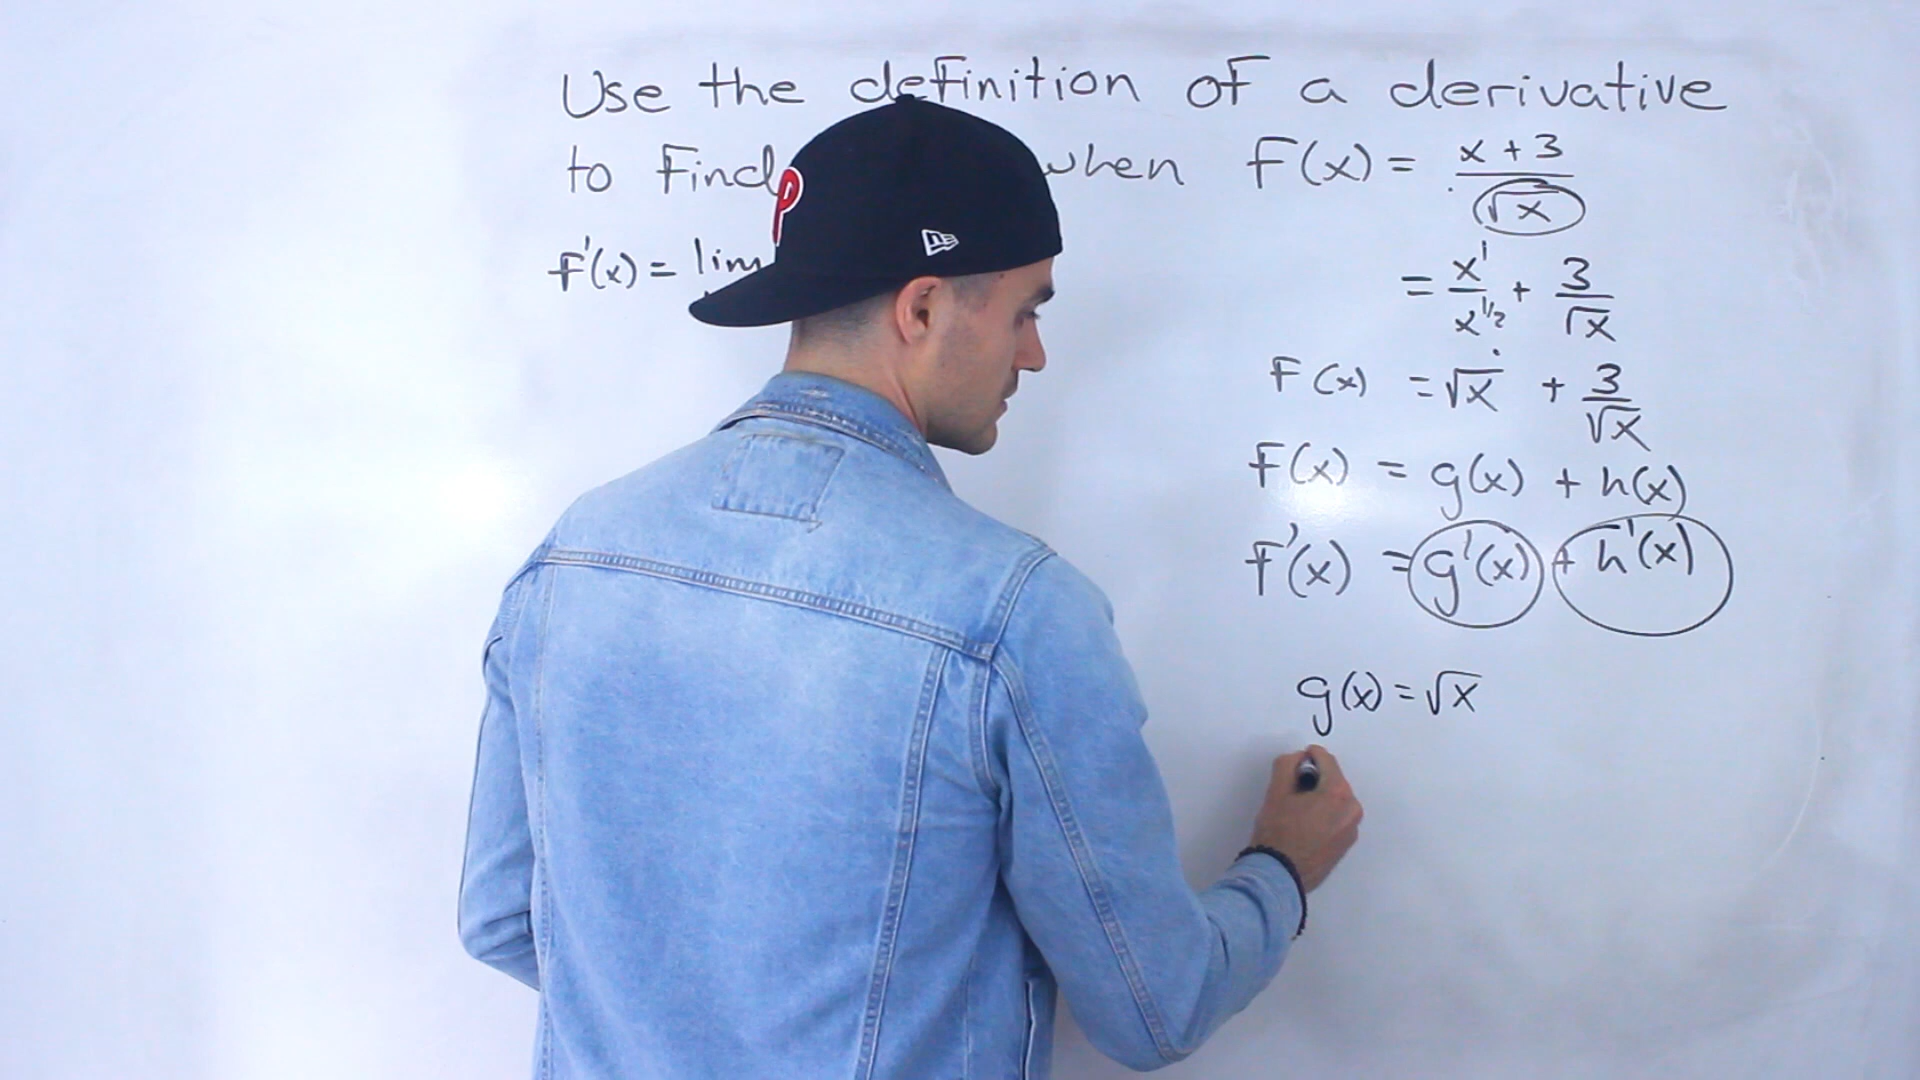 Use the definition of a derivative
to Find when F(x) = x + 3 / √x
F'(x) = lim
= x¹ / x^1/2 + 3 / √x
F(x) = √x + 3 / √x
F(x) = g(x) + h(x)
F'(x) = g'(x) + h'(x)
g(x) = √x
P